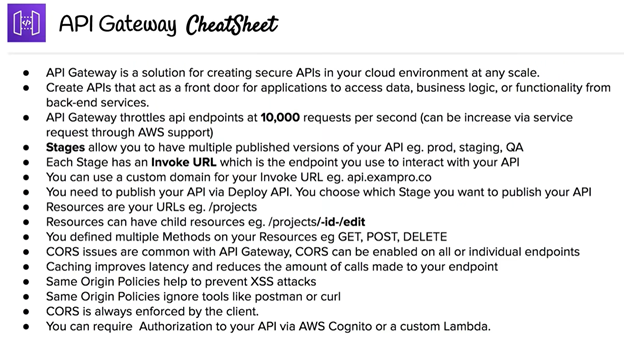 API Gateway CheatSheet
● API Gateway is a solution for creating secure APIs in your cloud environment at any scale.
● Create APIs that act as a front door for applications to access data, business logic, or functionality from
back-end services.
● API Gateway throttles api endpoints at 10,000 requests per second (can be increase via service
request through AWS support)
● Stages allow you to have multiple published versions of your API eg. prod, staging, QA
● Each Stage has an Invoke URL which is the endpoint you use to interact with your API
● You can use a custom domain for your Invoke URL eg. api.exampro.co
● You need to publish your API via Deploy API. You choose which Stage you want to publish your API
● Resources are your URLs eg. /projects
● Resources can have child resources eg. /projects/-id-/edit
● You defined multiple Methods on your Resources eg GET, POST, DELETE
● CORS issues are common with API Gateway, CORS can be enabled on all or individual endpoints
● Caching improves latency and reduces the amount of calls made to your endpoint
● Same Origin Policies help to prevent XSS attacks
● Same Origin Policies ignore tools like postman or curl
● CORS is always enforced by the client.
● You can require Authorization to your API via AWS Cognito or a custom Lambda.